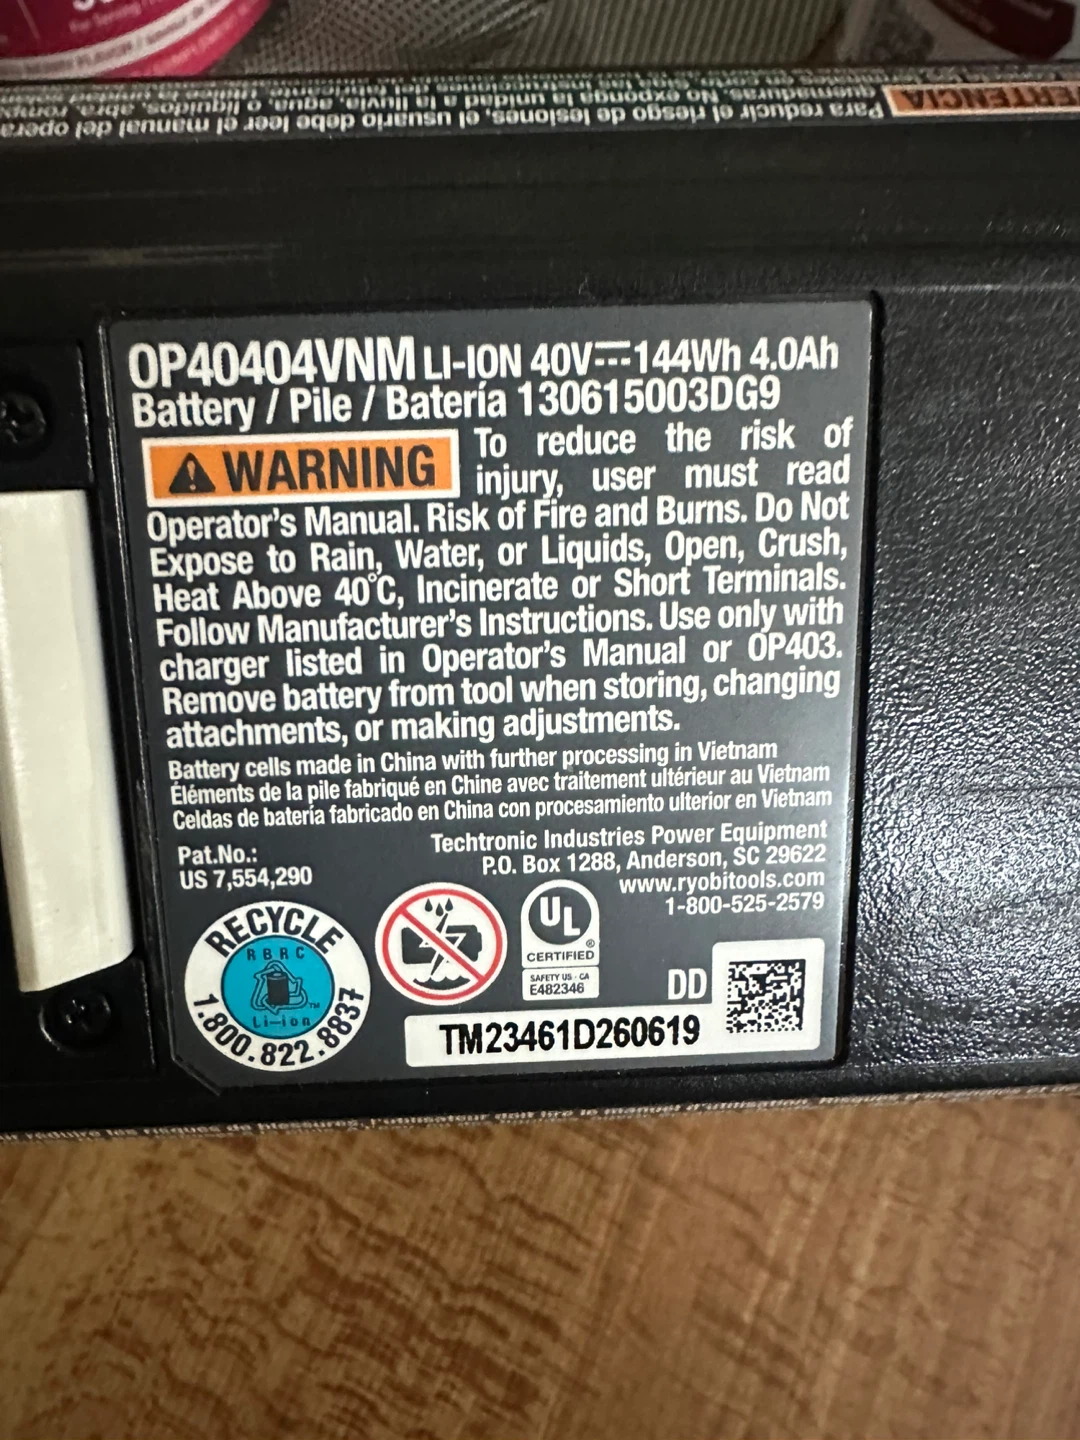 ERTENCIA
Para reducir el riesgo de lesiones, el usuario debe leer el manual del opera
quemaduras. No exponga la unidad a la lluvia, agua, o líquidos, abra, romp
OP40404VNM LI-ION 40V⎓144Wh 4.0Ah
Battery / Pile / Batería 130615003DG9
⚠ WARNING To reduce the risk of
injury, user must read
Operator's Manual. Risk of Fire and Burns. Do Not
Expose to Rain, Water, or Liquids, Open, Crush,
Heat Above 40°C, Incinerate or Short Terminals.
Follow Manufacturer's Instructions. Use only with
charger listed in Operator's Manual or OP403.
Remove battery from tool when storing, changing
attachments, or making adjustments.
Battery cells made in China with further processing in Vietnam
Éléments de la pile fabriqué en Chine avec traitement ultérieur au Vietnam
Celdas de batería fabricado en China con procesamiento ulterior en Vietnam
Techtronic Industries Power Equipment
P.O. Box 1288, Anderson, SC 29622
www.ryobitools.com
1-800-525-2579
Pat.No.:
US 7,554,290
RECYCLE
RBRC
Li-ion
TM
1.800.822.8837
UL
®
CERTIFIED
SAFETY US - CA
E482346
DD
TM23461D260619